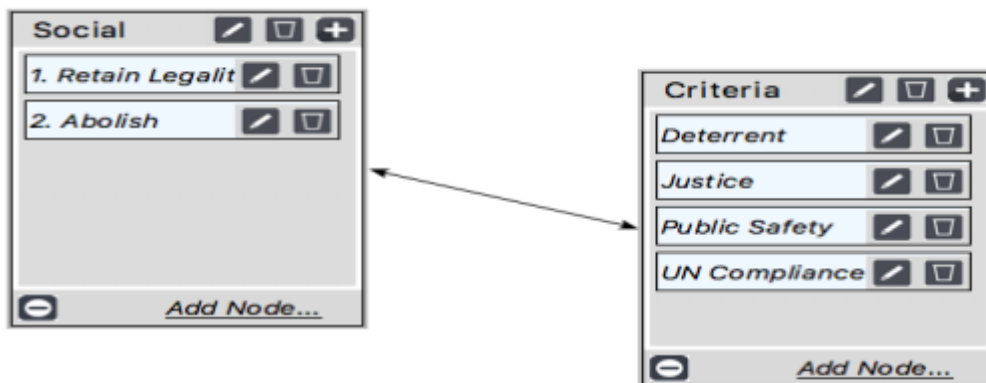 Social
1. Retain Legalit
2. Abolish
Add Node...
Criteria
Deterrent
Justice
Public Safety
UN Compliance
Add Node...